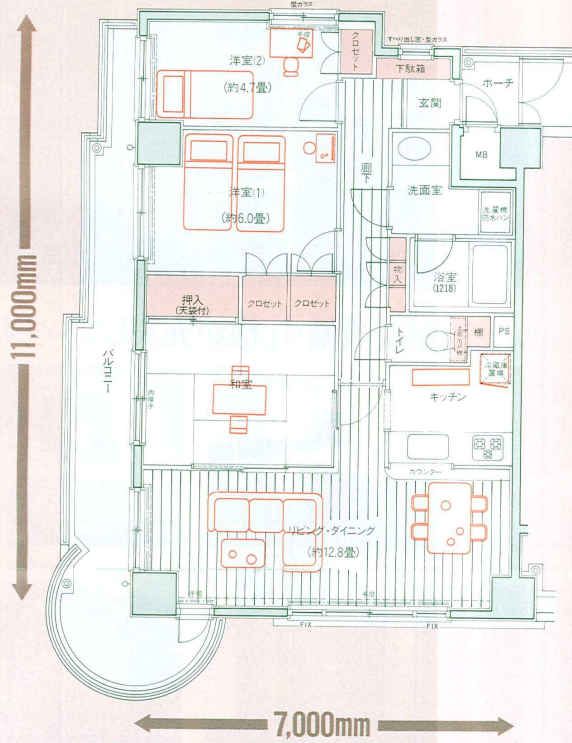 型ガラス
すべり出し窓・型ガラス
手摺
クロゼット
洋室(2)
(約4.7畳)
下駄箱
ポーチ
玄関
MB
廊下
洗面室
洗濯機
防水パン
洋室(1)
(約6.0畳)
物入
浴室
(1218)
押入
(天袋付)
クロゼット
クロゼット
トイレ
棚
PS
冷蔵庫
置場
11,000mm
バルコニー
内障子
和室
キッチン
カウンター
リビング・ダイニング
(約12.8畳)
手摺
手摺
FIX
FIX
7,000mm